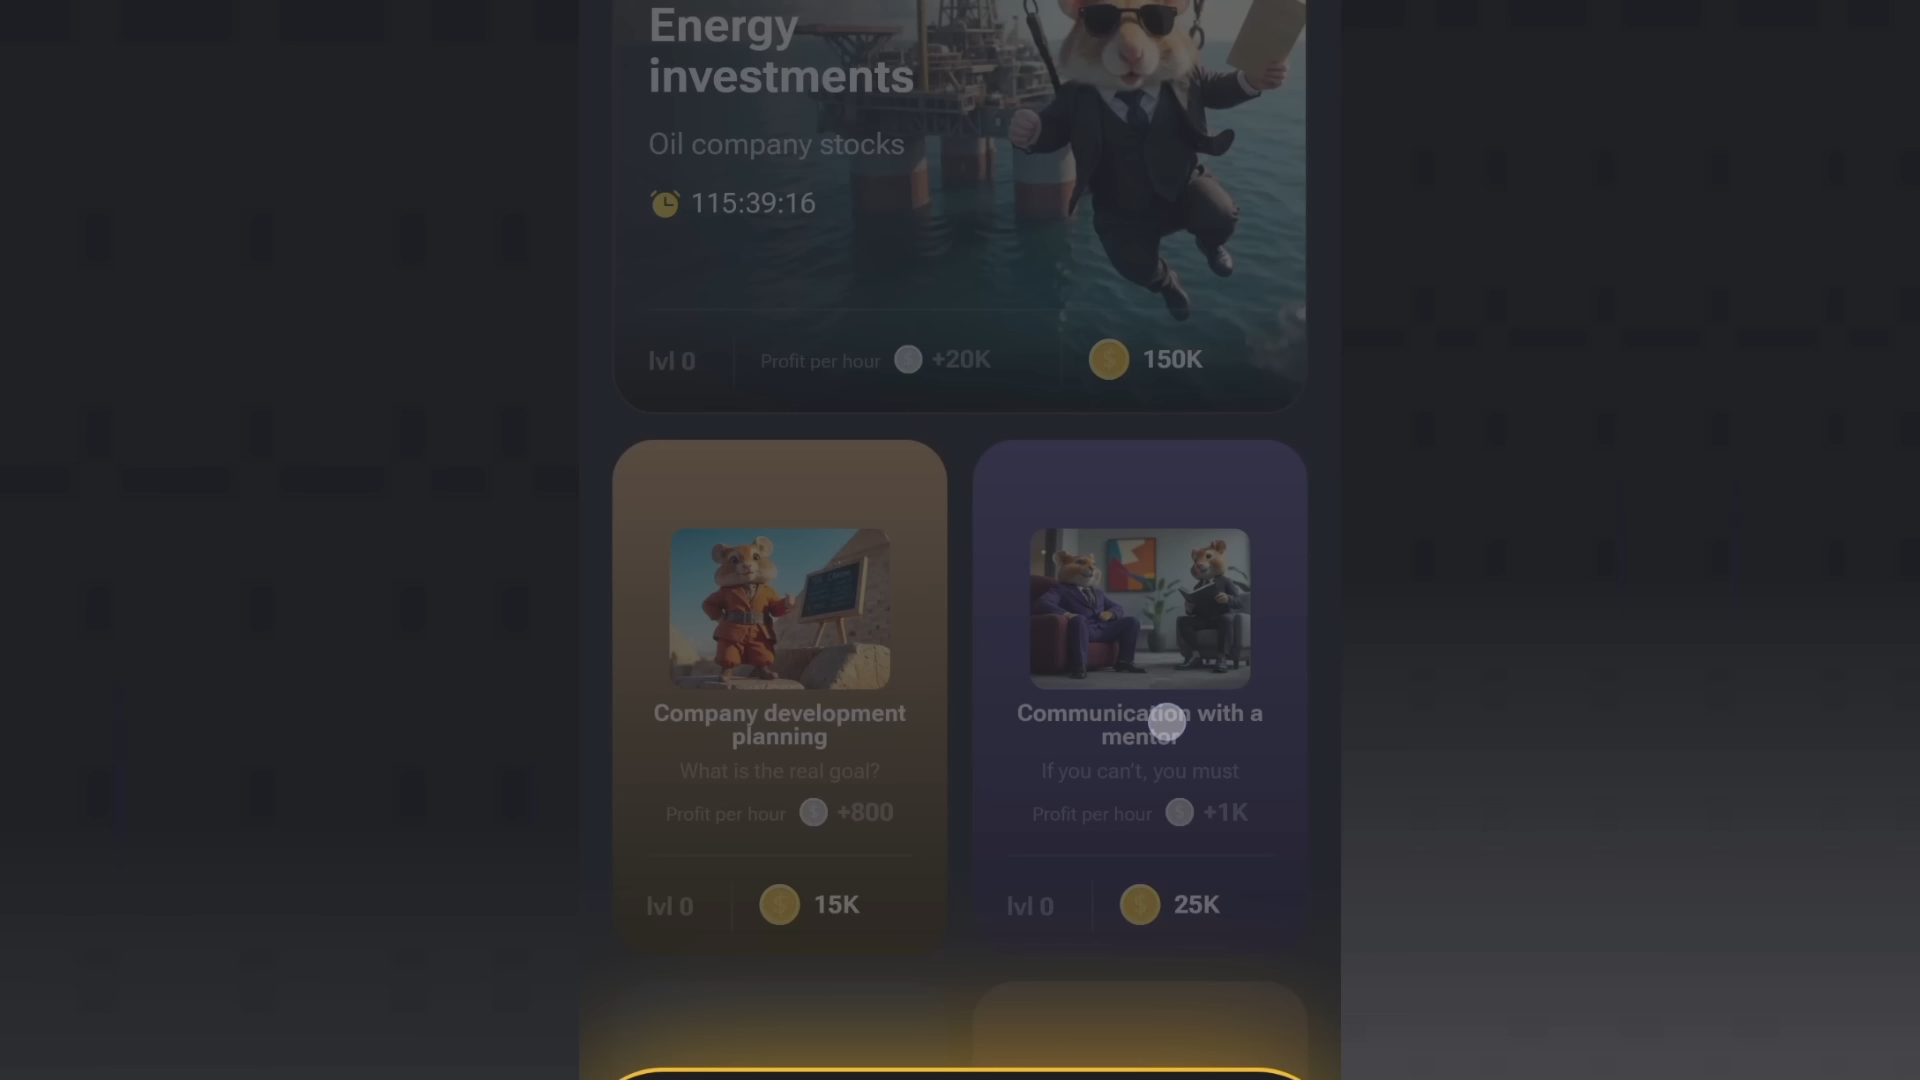 Energy
investments
Oil company stocks
115:39:16
lvl 0
Profit per hour
+20K
150K
Company development
planning
What is the real goal?
Profit per hour
+800
lvl 0
15K
Communication with a
mentor
If you can't, you must
Profit per hour
+1K
lvl 0
25K